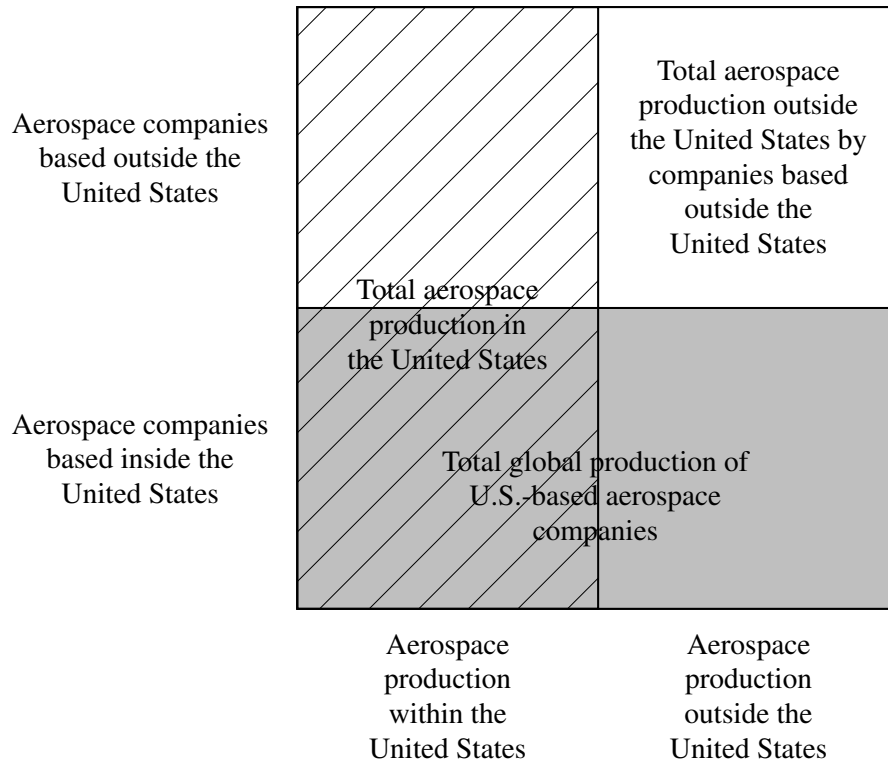 Aerospace companies
based outside the
United States
Total aerospace
production outside
the United States by
companies based
outside the
United States
Total aerospace
production in
the United States
Aerospace companies
based inside the
United States
Total global production of
U.S.-based aerospace
companies
Aerospace
production
within the
United States
Aerospace
production
outside the
United States